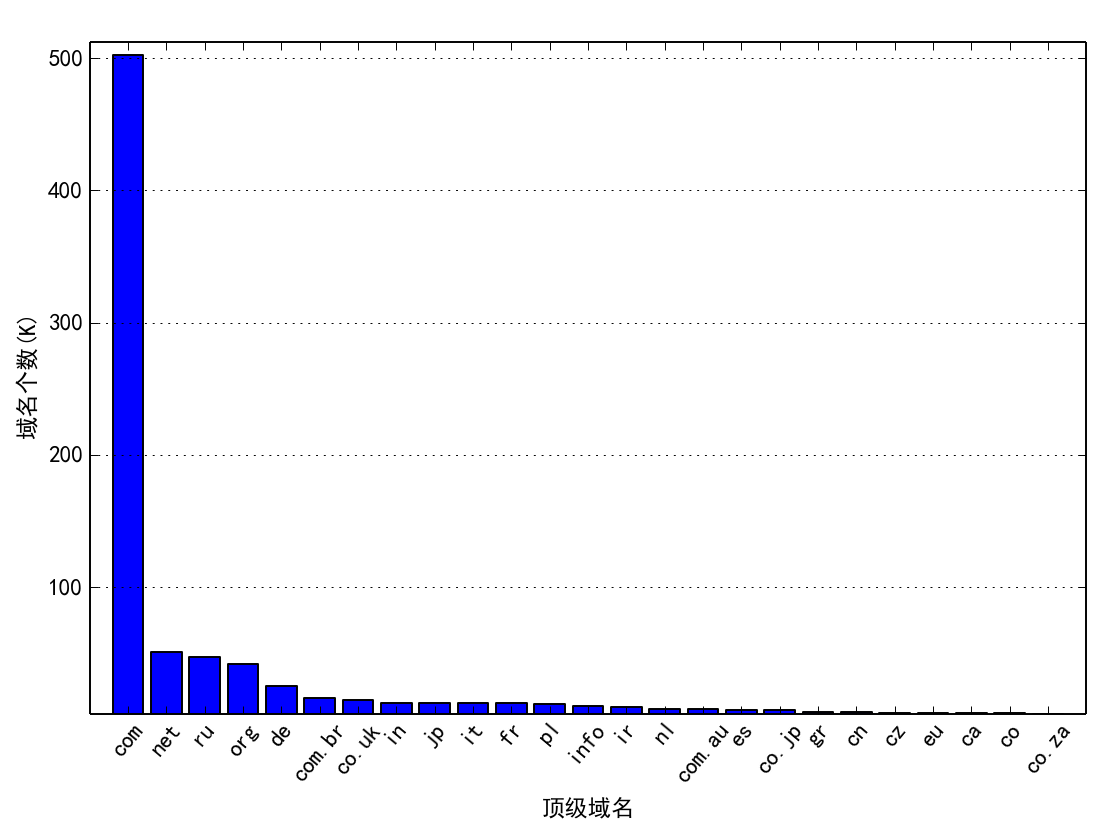 500
400
300
200
100
域名个数(K)
com
net
ru
org
de
com.br
co.uk
in
jp
it
fr
pl
info
ir
nl
com.au
es
co.jp
gr
cn
cz
eu
ca
co
co.za
顶级域名